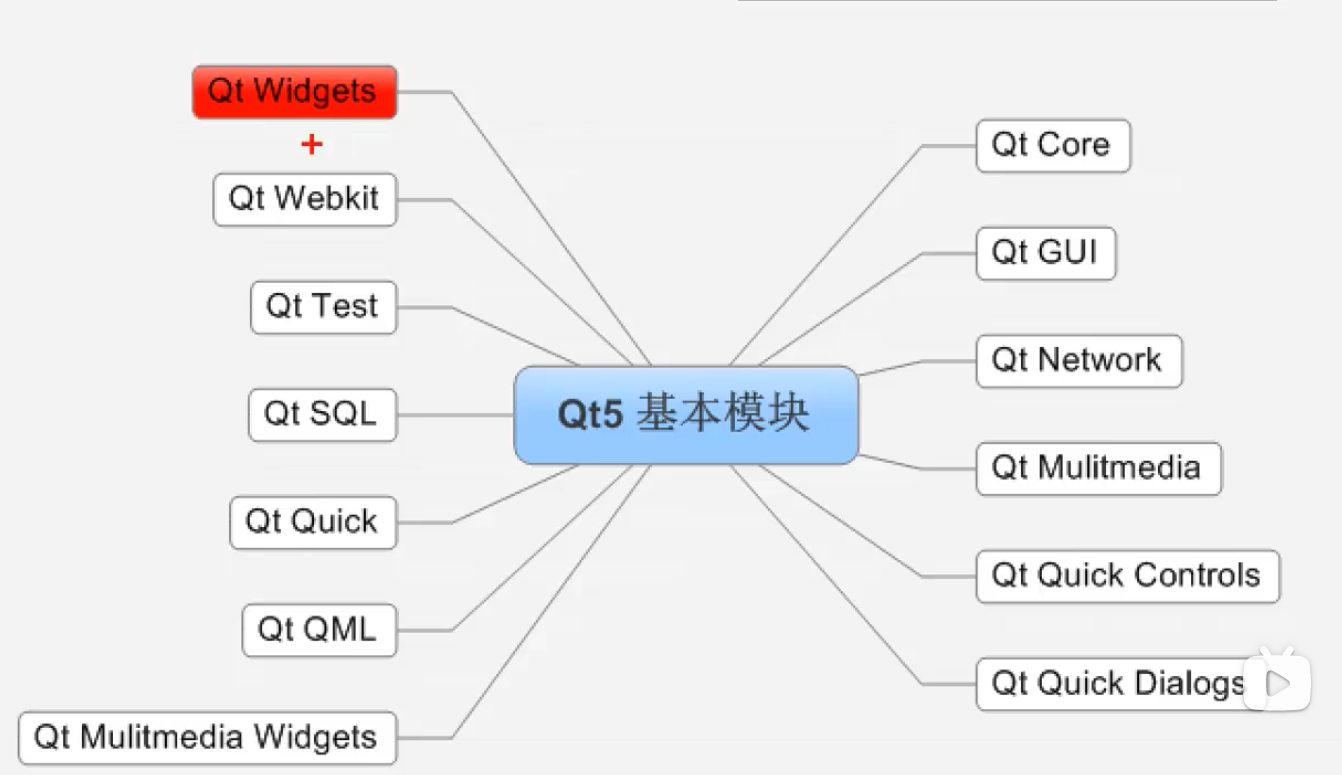 Qt Widgets
Qt Webkit
Qt Test
Qt SQL
Qt Quick
Qt QML
Qt Mulitmedia Widgets
Qt5 基本模块
Qt Core
Qt GUI
Qt Network
Qt Mulitmedia
Qt Quick Controls
Qt Quick Dialogs